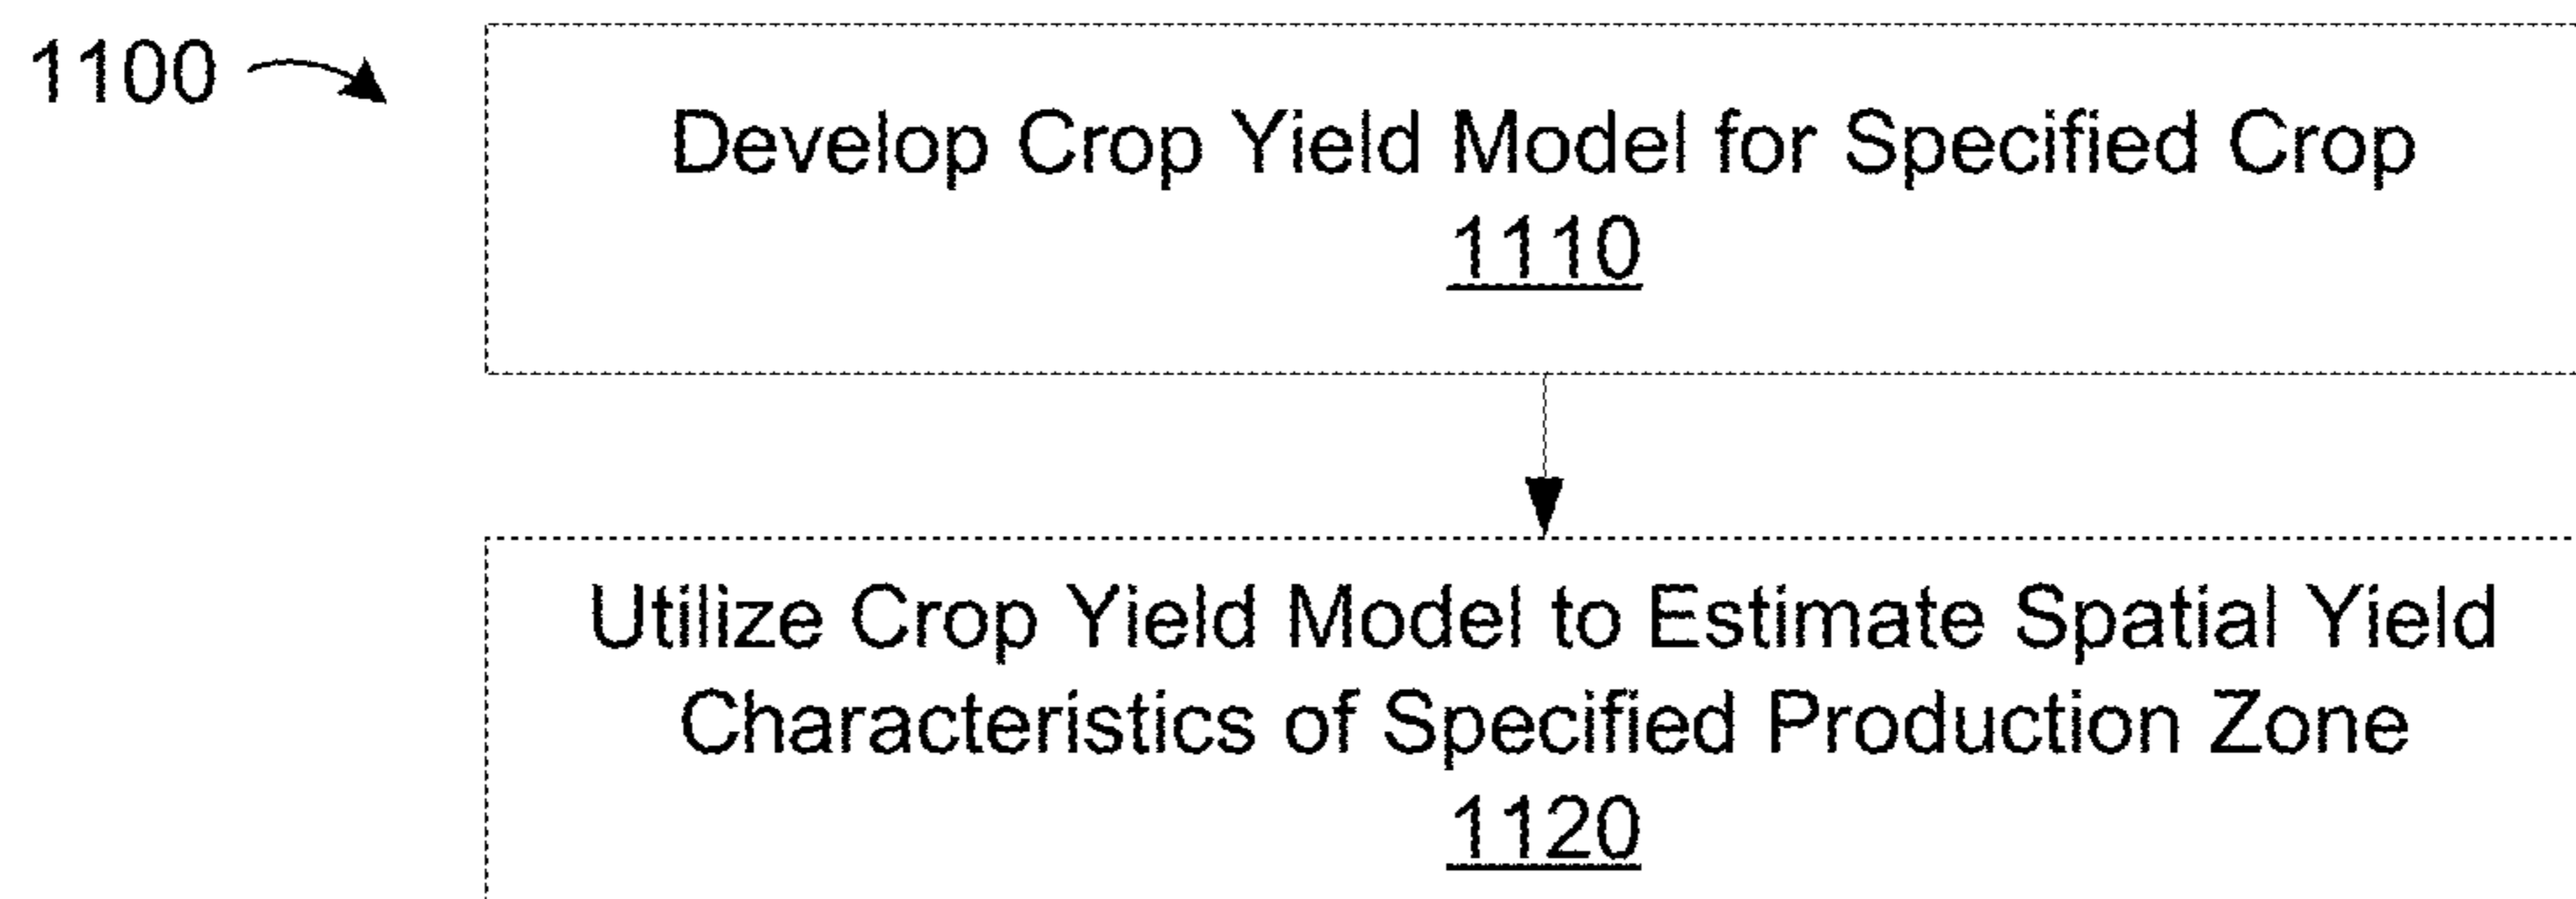 1100
Develop Crop Yield Model for Specified Crop
1110
Utilize Crop Yield Model to Estimate Spatial Yield
Characteristics of Specified Production Zone
1120